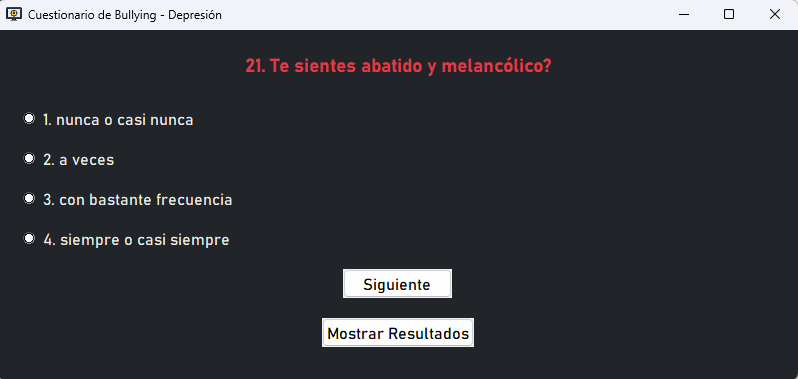 Cuestionario de Bullying - Depresión
21. Te sientes abatido y melancólico?
1. nunca o casi nunca
2. a veces
3. con bastante frecuencia
4. siempre o casi siempre
Siguiente
Mostrar Resultados